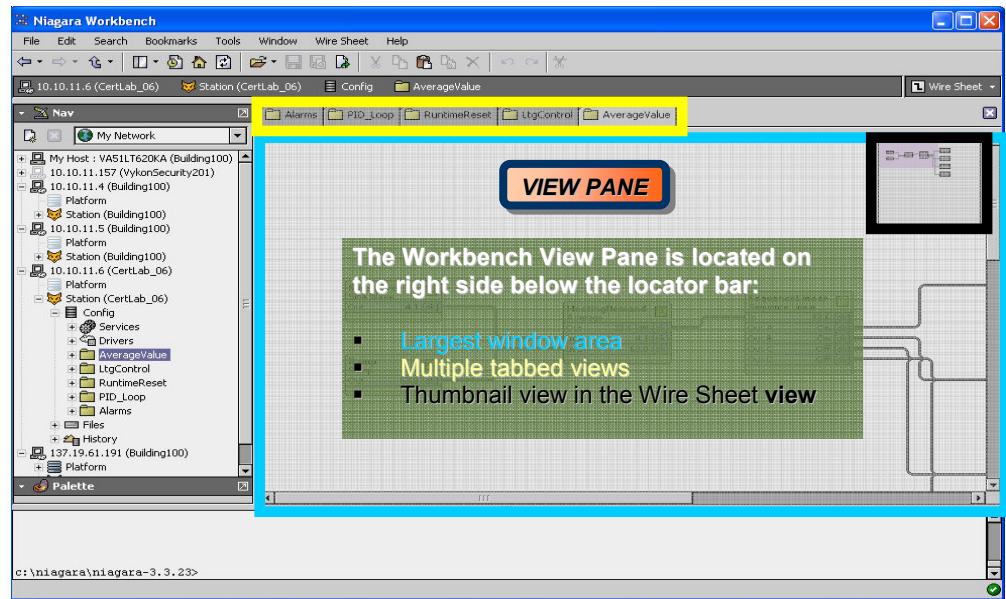 Niagara Workbench
File Edit Search Bookmarks Tools Window Wire Sheet Help
10.10.11.6 (CertLab_06) Station (CertLab_06) Config AverageValue Wire Sheet
Nav
Alarms PID_Loop RuntimeReset LtgControl AverageValue
My Network
My Host : VA51LT620KA (Building100)
10.10.11.157 (VykonSecurity201)
10.10.11.4 (Building100)
Platform
Station (Building100)
10.10.11.5 (Building100)
Platform
Station (Building100)
10.10.11.6 (CertLab_06)
Platform
Station (CertLab_06)
Config
Services
Drivers
AverageValue
LtgControl
RuntimeReset
PID_Loop
Alarms
Files
History
137.19.61.191 (Building100)
Platform
Palette
VIEW PANE
The Workbench View Pane is located on
the right side below the locator bar:
▪ Largest window area
▪ Multiple tabbed views
▪ Thumbnail view in the Wire Sheet view
c:\niagara\niagara-3.3.23>